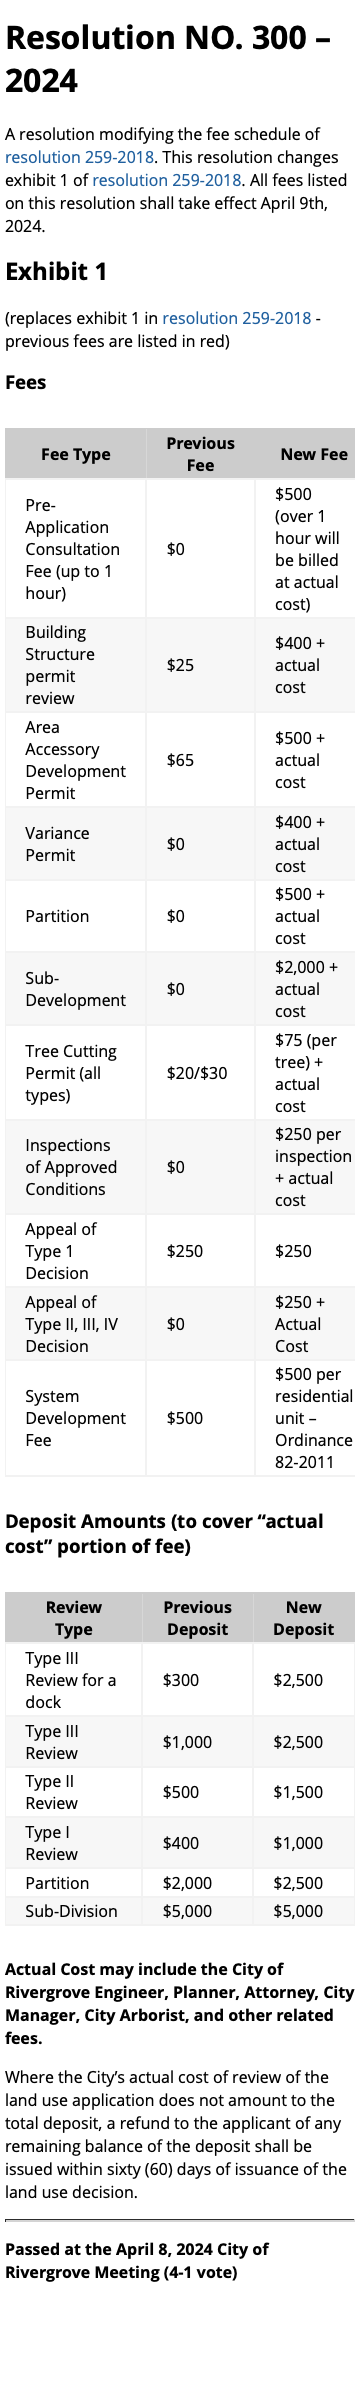 Resolution NO. 300 –
2024
A resolution modifying the fee schedule of
resolution 259-2018. This resolution changes
exhibit 1 of resolution 259-2018. All fees listed
on this resolution shall take effect April 9th,
2024.
Exhibit 1
(replaces exhibit 1 in resolution 259-2018 -
previous fees are listed in red)
Fees
Fee Type
Previous
Fee
New Fee
Pre-
Application
Consultation
Fee (up to 1
hour)
$0
$500
(over 1
hour will
be billed
at actual
cost)
Building
Structure
permit
review
$25
$400 +
actual
cost
Area
Accessory
Development
Permit
$65
$500 +
actual
cost
Variance
Permit
$0
$400 +
actual
cost
Partition
$0
$500 +
actual
cost
Sub-
Development
$0
$2,000 +
actual
cost
Tree Cutting
Permit (all
types)
$20/$30
$75 (per
tree) +
actual
cost
Inspections
of Approved
Conditions
$0
$250 per
inspection
+ actual
cost
Appeal of
Type 1
Decision
$250
$250
Appeal of
Type II, III, IV
Decision
$0
$250 +
Actual
Cost
System
Development
Fee
$500
$500 per
residential
unit –
Ordinance
82-2011
Deposit Amounts (to cover “actual
cost” portion of fee)
Review
Type
Previous
Deposit
New
Deposit
Type III
Review for a
dock
$300
$2,500
Type III
Review
$1,000
$2,500
Type II
Review
$500
$1,500
Type I
Review
$400
$1,000
Partition
$2,000
$2,500
Sub-Division
$5,000
$5,000
Actual Cost may include the City of
Rivergrove Engineer, Planner, Attorney, City
Manager, City Arborist, and other related
fees.
Where the City’s actual cost of review of the
land use application does not amount to the
total deposit, a refund to the applicant of any
remaining balance of the deposit shall be
issued within sixty (60) days of issuance of the
land use decision.
Passed at the April 8, 2024 City of
Rivergrove Meeting (4-1 vote)